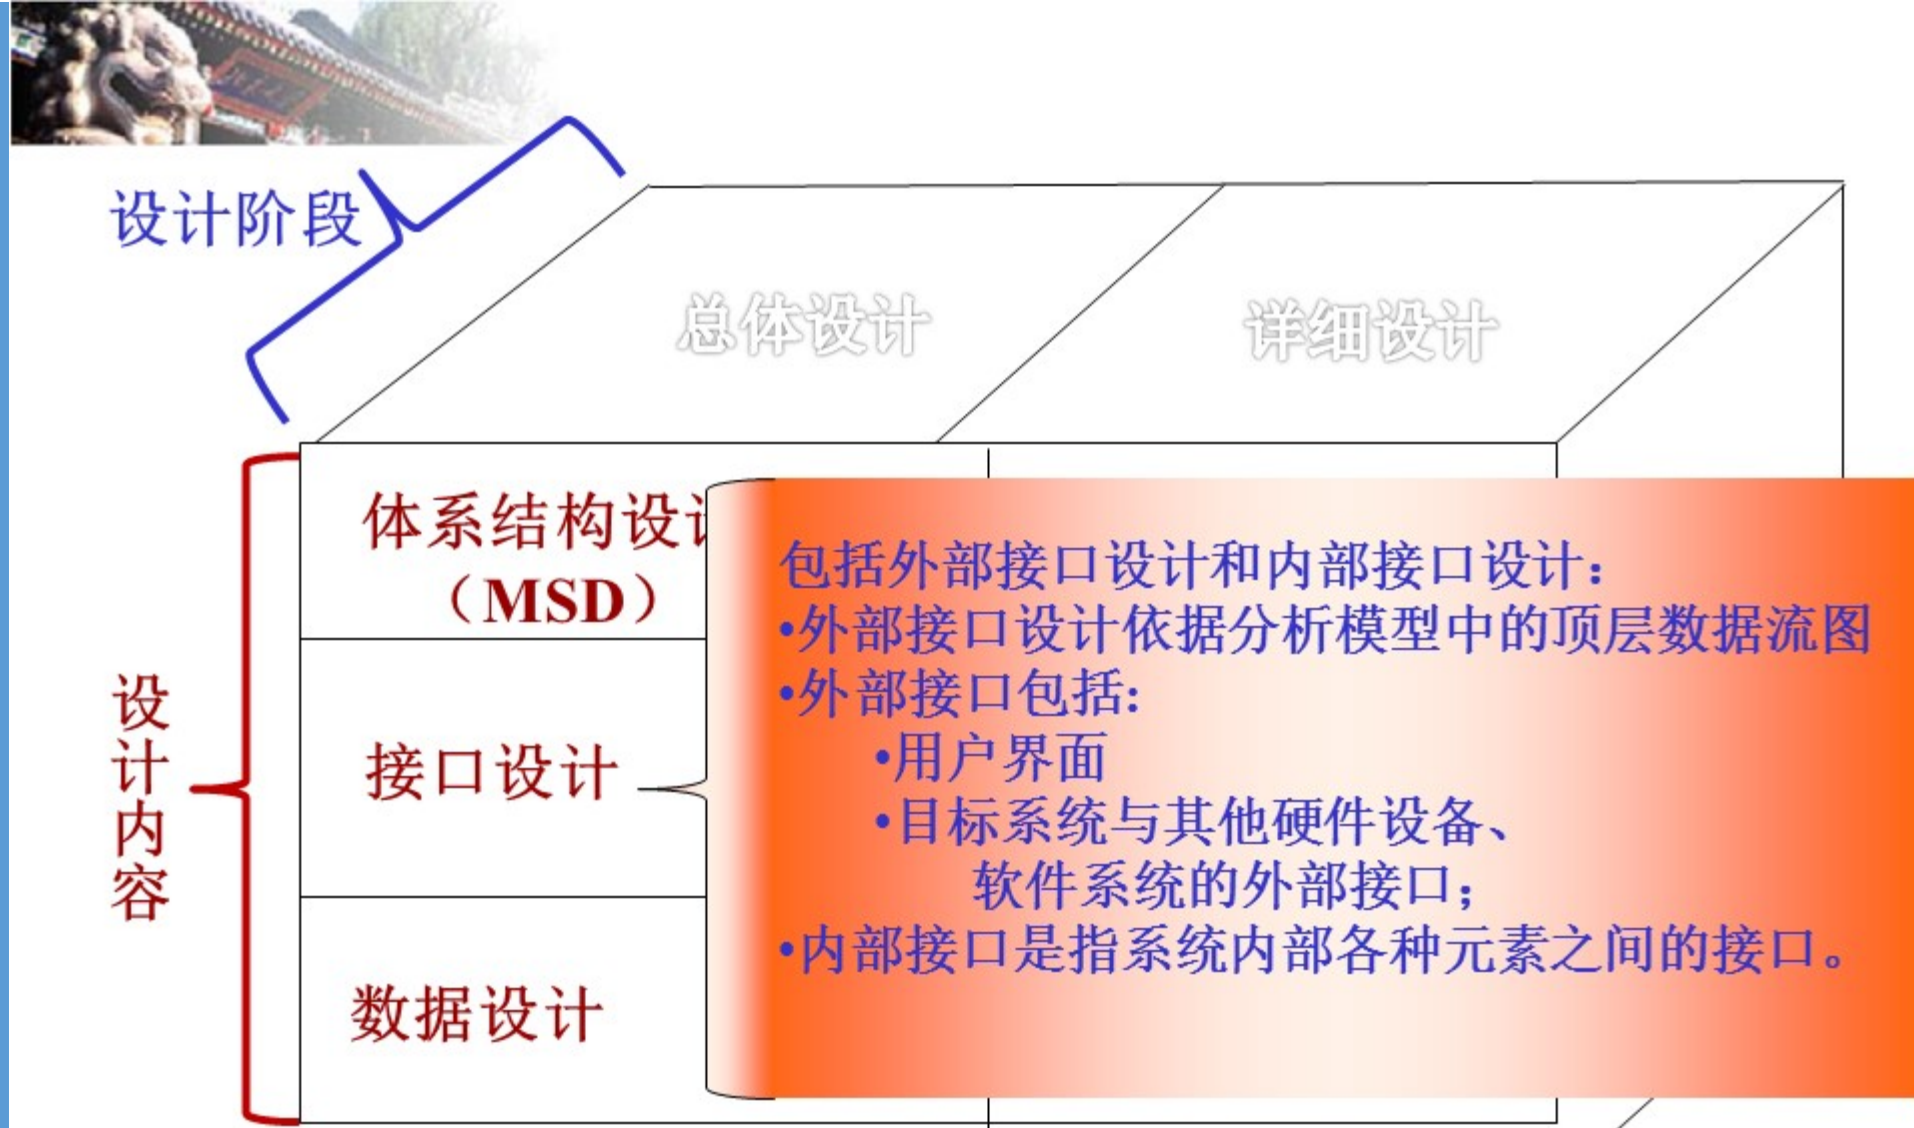 设计阶段
总体设计
详细设计
体系结构设
（MSD）
包括外部接口设计和内部接口设计：
•外部接口设计依据分析模型中的顶层数据流图
•外部接口包括:
•用户界面
•目标系统与其他硬件设备、
软件系统的外部接口；
•内部接口是指系统内部各种元素之间的接口。
设计内容
接口设计
数据设计